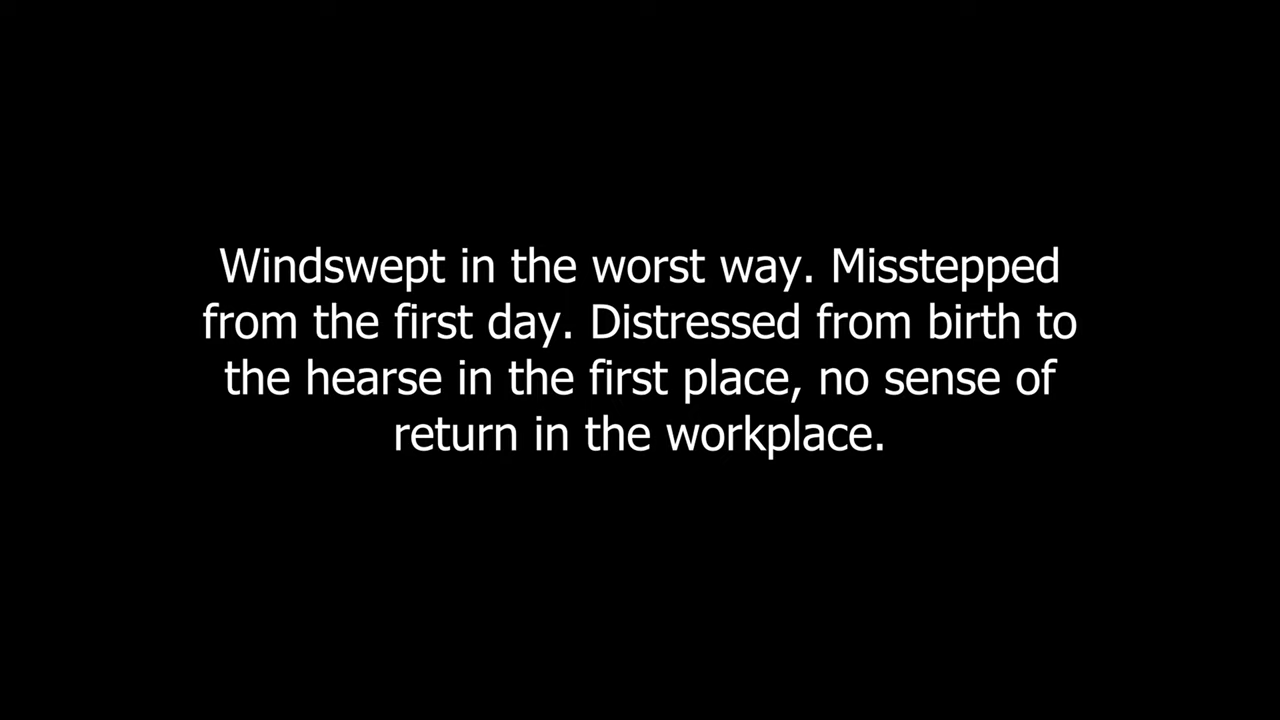 Windswept in the worst way. Misstepped
from the first day. Distressed from birth to
the hearse in the first place, no sense of
return in the workplace.